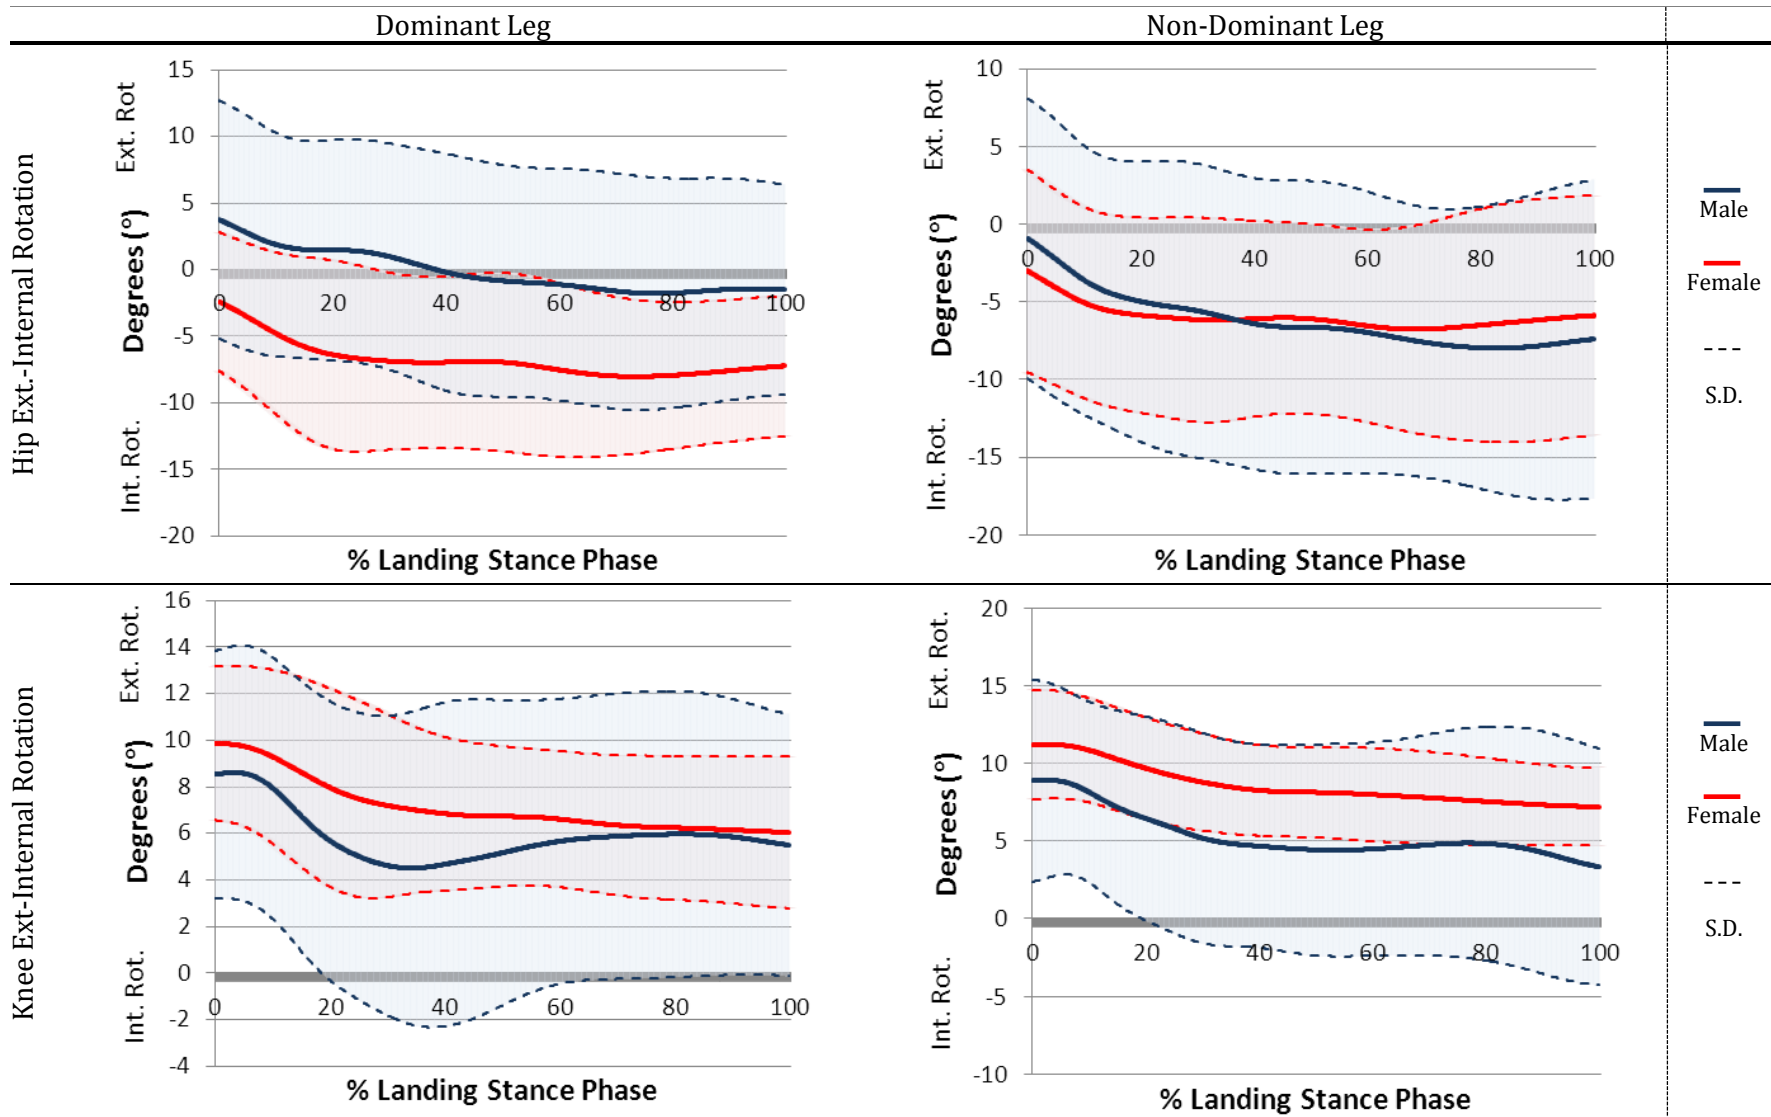 Dominant Leg
Non-Dominant Leg
Hip Ext.-Internal Rotation
Ext. Rot
Degrees (°)
Int. Rot.
15
10
5
0
-5
-10
-15
-20
0 20 40 60 80 100
% Landing Stance Phase
Ext. Rot
Degrees (°)
Int. Rot.
10
5
0
-5
-10
-15
-20
0 20 40 60 80 100
% Landing Stance Phase
Male
Female
S.D.
Knee Ext-Internal Rotation
Ext. Rot.
Degrees (°)
Int. Rot.
16
14
12
10
8
6
4
2
0
-2
-4
0 20 40 60 80 100
% Landing Stance Phase
Ext. Rot.
Degrees (°)
Int. Rot.
20
15
10
5
0
-5
-10
0 20 40 60 80 100
% Landing Stance Phase
Male
Female
S.D.